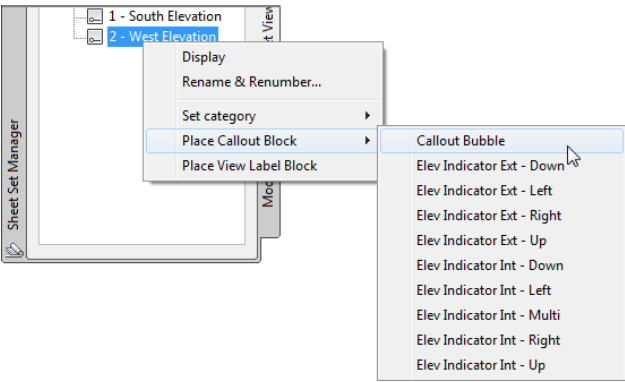 1 - South Elevation
2 - West Elevation
Display
Rename & Renumber...
Set category
Place Callout Block
Place View Label Block
Callout Bubble
Elev Indicator Ext - Down
Elev Indicator Ext - Left
Elev Indicator Ext - Right
Elev Indicator Ext - Up
Elev Indicator Int - Down
Elev Indicator Int - Left
Elev Indicator Int - Multi
Elev Indicator Int - Right
Elev Indicator Int - Up
Sheet Set Manager
View
Mod